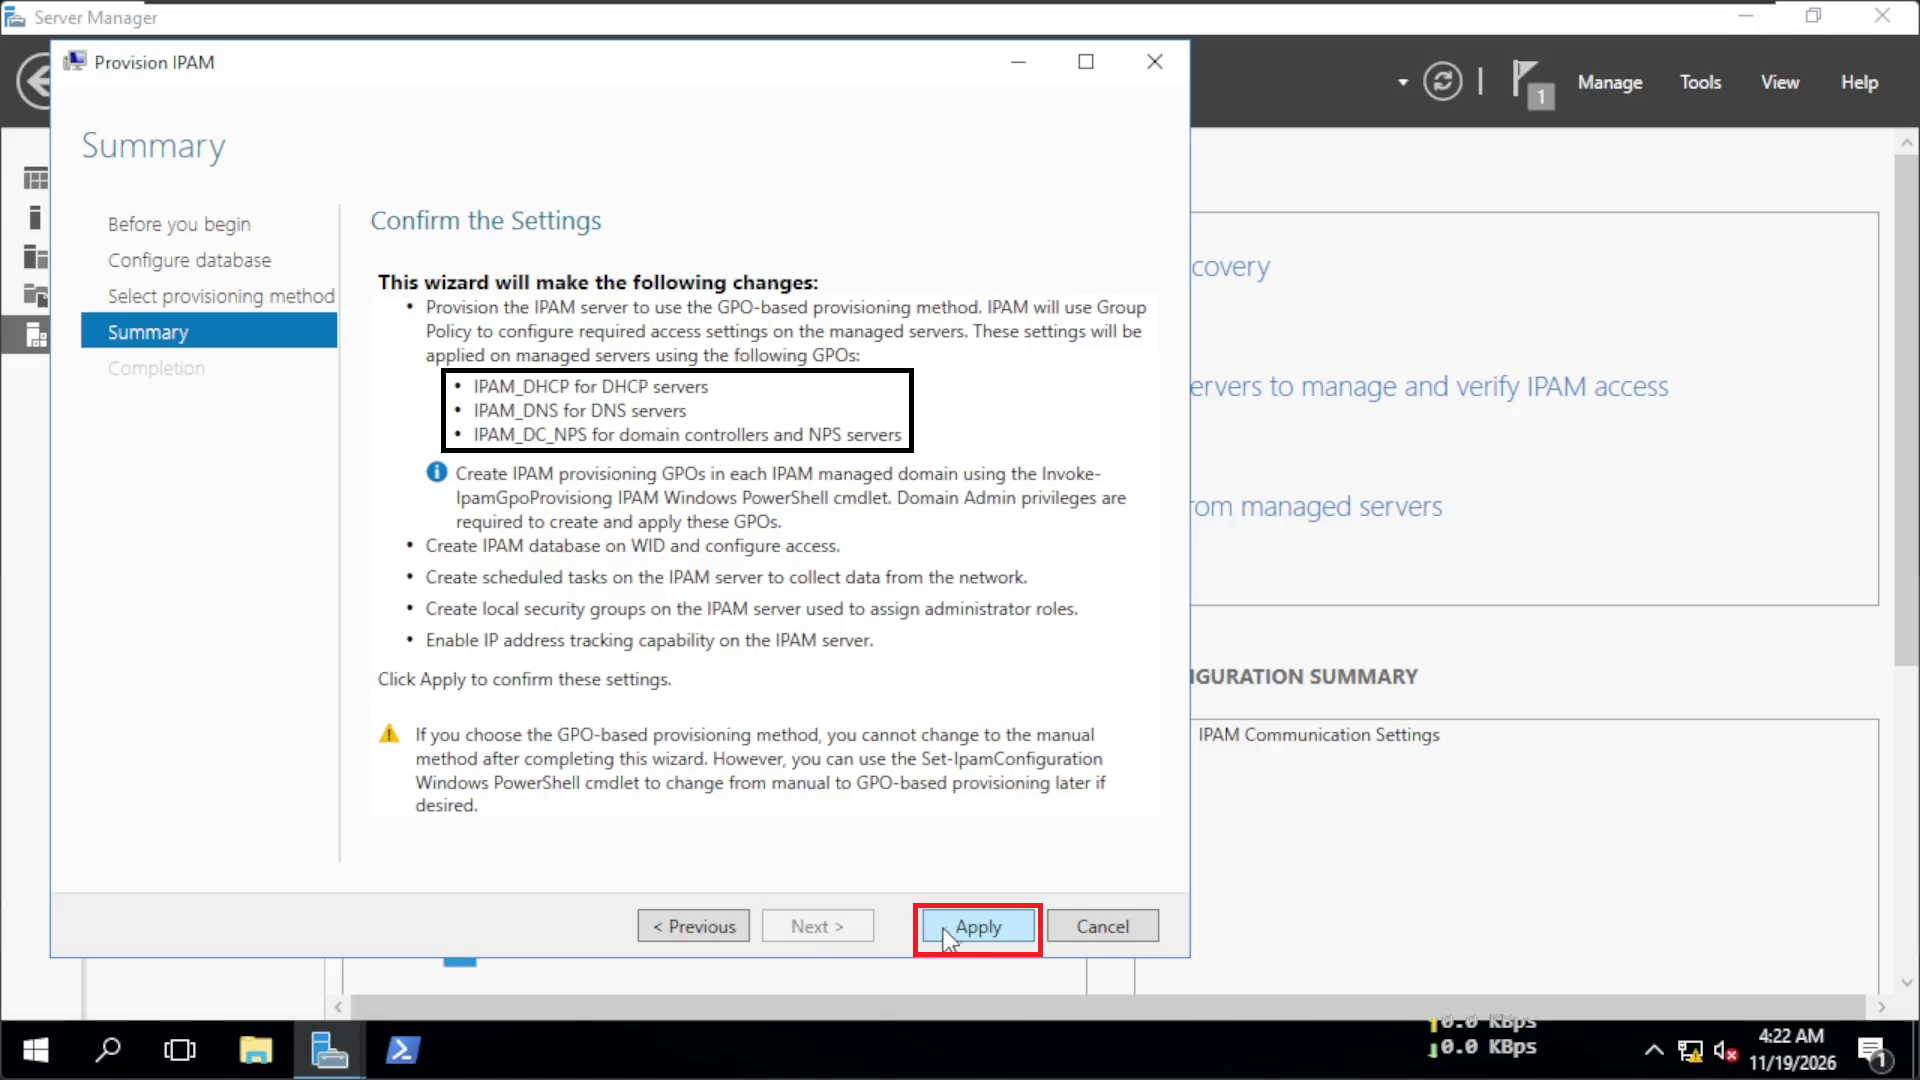 Server Manager
Provision IPAM
1
Manage
Tools
View
Help
Summary
Before you begin
Configure database
Select provisioning method
Summary
Completion
Confirm the Settings
This wizard will make the following changes:
• Provision the IPAM server to use the GPO-based provisioning method. IPAM will use Group
Policy to configure required access settings on the managed servers. These settings will be
applied on managed servers using the following GPOs:
• IPAM_DHCP for DHCP servers
• IPAM_DNS for DNS servers
• IPAM_DC_NPS for domain controllers and NPS servers
Create IPAM provisioning GPOs in each IPAM managed domain using the Invoke-
IpamGpoProvisiong IPAM Windows PowerShell cmdlet. Domain Admin privileges are
required to create and apply these GPOs.
• Create IPAM database on WID and configure access.
• Create scheduled tasks on the IPAM server to collect data from the network.
• Create local security groups on the IPAM server used to assign administrator roles.
• Enable IP address tracking capability on the IPAM server.
Click Apply to confirm these settings.
If you choose the GPO-based provisioning method, you cannot change to the manual
method after completing this wizard. However, you can use the Set-IpamConfiguration
Windows PowerShell cmdlet to change from manual to GPO-based provisioning later if
desired.
< Previous
Next >
Apply
Cancel
covery
ervers to manage and verify IPAM access
rom managed servers
IGURATION SUMMARY
IPAM Communication Settings
0.0 KBps
0.0 KBps
4:22 AM
11/19/2026
1